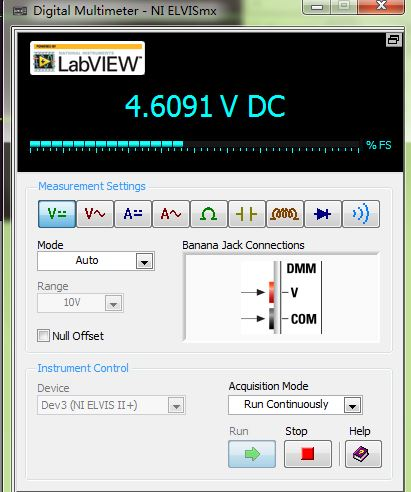 Digital Multimeter - NI ELVISmx
POWERED BY
NATIONAL INSTRUMENTS
LabVIEW™
4.6091 V DC
% FS
Measurement Settings
V
V
A
A
Ω
Mode
Banana Jack Connections
Auto
DMM
V
COM
Range
10V
Null Offset
Instrument Control
Device
Acquisition Mode
Dev3 (NI ELVIS II+)
Run Continuously
Run
Stop
Help
?